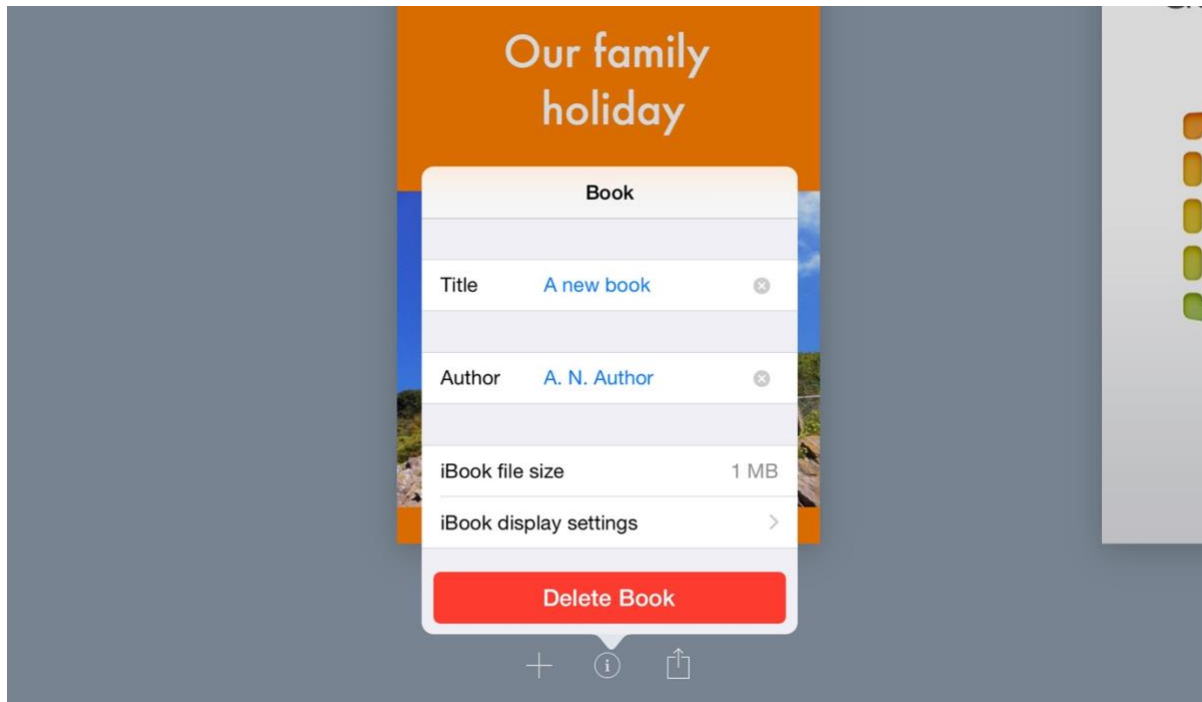 Our family
holiday
Book
Title A new book
Author A. N. Author
iBook file size 1 MB
iBook display settings
Delete Book